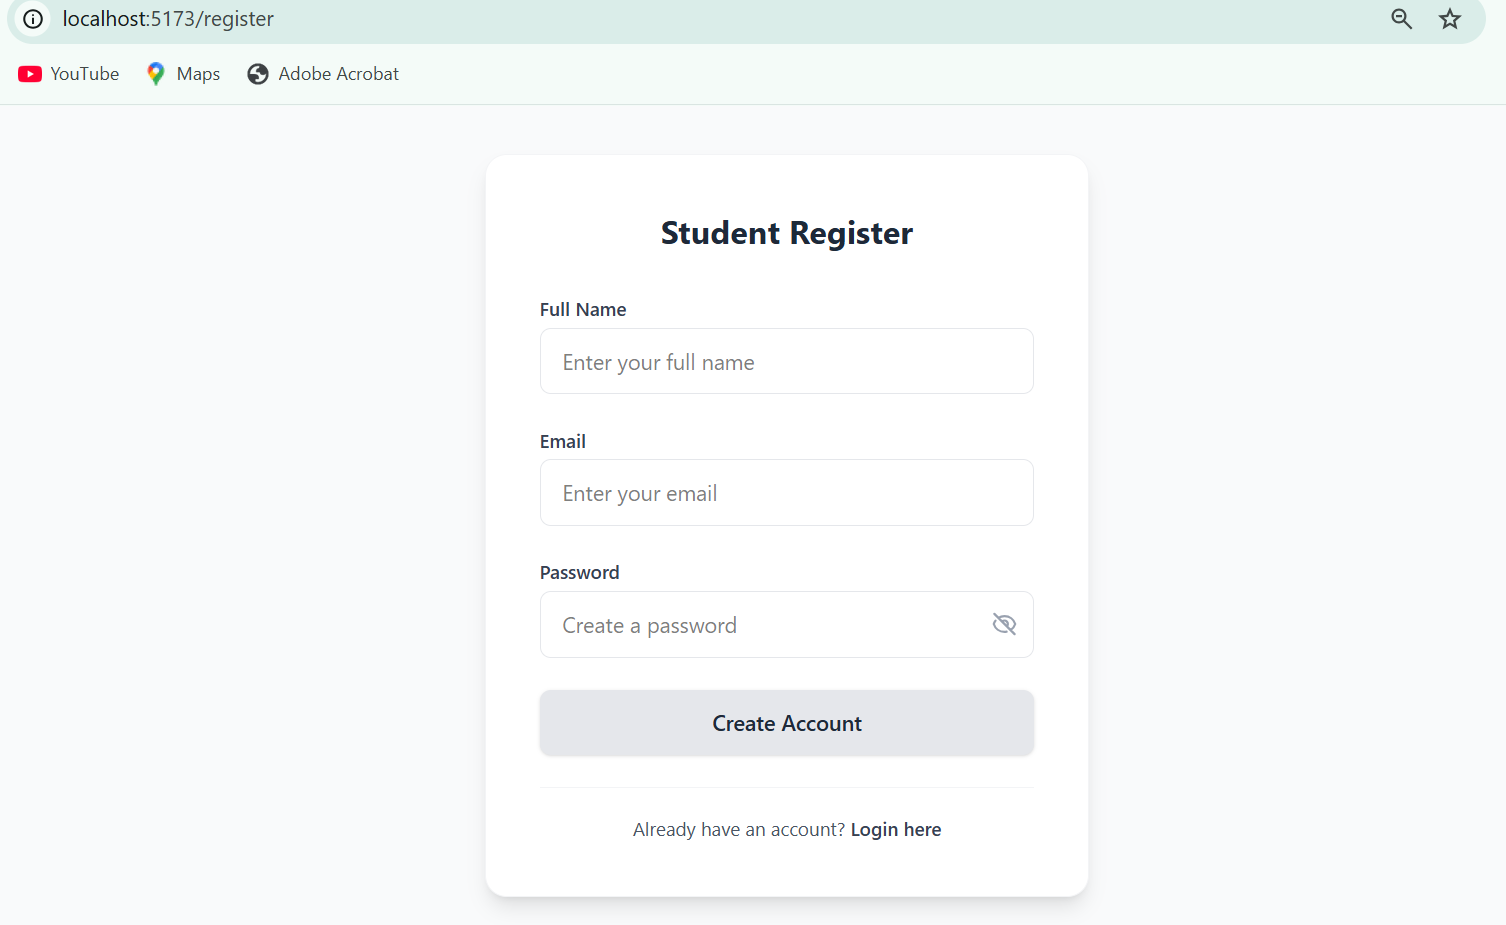 localhost:5173/register
YouTube Maps Adobe Acrobat
Student Register
Full Name
Enter your full name
Email
Enter your email
Password
Create a password
Create Account
Already have an account? Login here